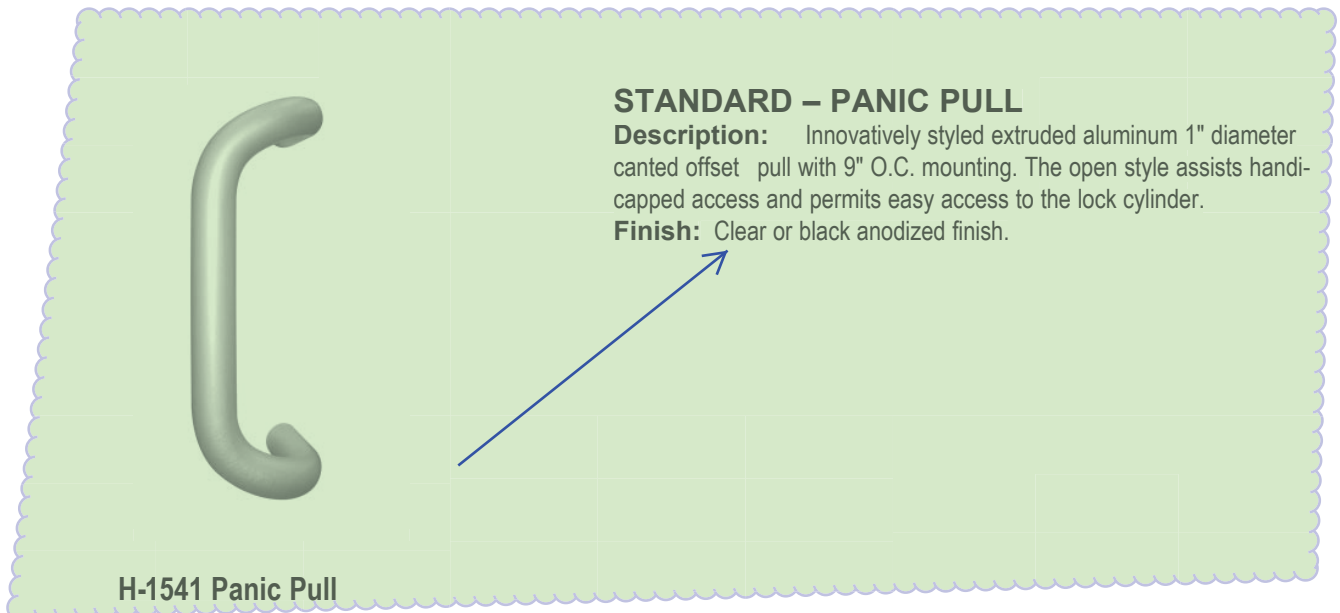 STANDARD – PANIC PULL
Description: Innovatively styled extruded aluminum 1" diameter
canted offset pull with 9" O.C. mounting. The open style assists handi-
capped access and permits easy access to the lock cylinder.
Finish: Clear or black anodized finish.
H-1541 Panic Pull